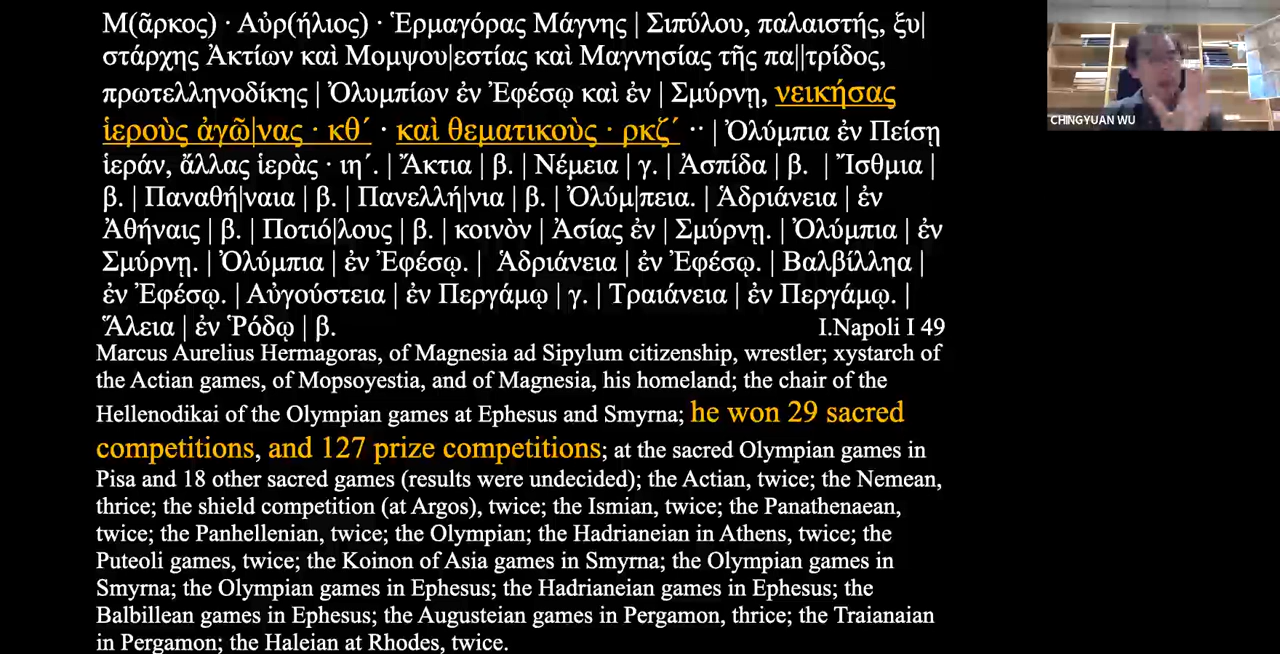 Μ(ᾶρκος) · Αὐρ(ήλιος) · Ἑρμαγόρας Μάγνης | Σιπύλου, παλαιστής, ξυ|
στάρχης Ἀκτίων καὶ Μομψου|εστίας καὶ Μαγνησίας τῆς πα||τρίδος,
πρωτελληνοδίκης | Ὀλυμπίων ἐν Ἐφέσῳ καὶ ἐν | Σμύρνῃ, νεικήσας
ἱεροὺς ἀγῶ|νας · κθ´ · καὶ θεματικοὺς · ρκζ´ ·· | Ὀλύμπια ἐν Πείσῃ
ἱεράν, ἄλλας ἱερὰς · ιη´. | Ἄκτια | β. | Νέμεια | γ. | Ἀσπίδα | β. | Ἴσθμια |
β. | Παναθή|ναια | β. | Πανελλή|νια | β. | Ὀλύμ|πεια. | Ἁδριάνεια | ἐν
Ἀθήναις | β. | Ποτιό|λους | β. | κοινὸν | Ἀσίας ἐν | Σμύρνῃ. | Ὀλύμπια | ἐν
Σμύρνῃ. | Ὀλύμπια | ἐν Ἐφέσῳ. | Ἁδριάνεια | ἐν Ἐφέσῳ. | Βαλβίλληα |
ἐν Ἐφέσῳ. | Αὐγούστεια | ἐν Περγάμῳ | γ. | Τραιάνεια | ἐν Περγάμῳ. |
Ἅλεια | ἐν Ῥόδῳ | β. I.Napoli I 49
Marcus Aurelius Hermagoras, of Magnesia ad Sipylum citizenship, wrestler; xystarch of
the Actian games, of Mopsoyestia, and of Magnesia, his homeland; the chair of the
Hellenodikai of the Olympian games at Ephesus and Smyrna; he won 29 sacred
competitions, and 127 prize competitions; at the sacred Olympian games in
Pisa and 18 other sacred games (results were undecided); the Actian, twice; the Nemean,
thrice; the shield competition (at Argos), twice; the Ismian, twice; the Panathenaean,
twice; the Panhellenian, twice; the Olympian; the Hadrianeian in Athens, twice; the
Puteoli games, twice; the Koinon of Asia games in Smyrna; the Olympian games in
Smyrna; the Olympian games in Ephesus; the Hadrianeian games in Ephesus; the
Balbillean games in Ephesus; the Augusteian games in Pergamon, thrice; the Traianaian
in Pergamon; the Haleian at Rhodes, twice.
CHINGYUAN WU